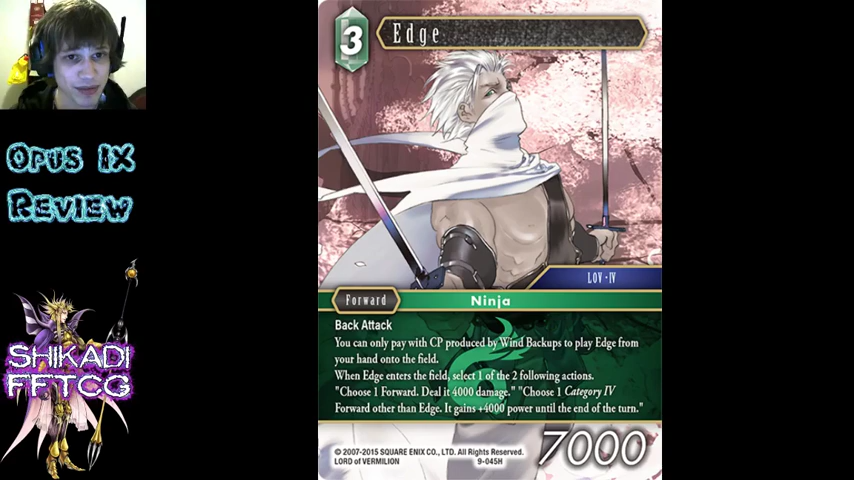 Opus IX
Review
SHIKADI
FFTCG
3
Edge
LOV · IV
Forward
Ninja
Back Attack
You can only pay with CP produced by Wind Backups to play Edge from
your hand onto the field.
When Edge enters the field, select 1 of the 2 following actions.
"Choose 1 Forward. Deal it 4000 damage." "Choose 1 Category IV
Forward other than Edge. It gains +4000 power until the end of the turn."
© 2007-2015 SQUARE ENIX CO., LTD. All Rights Reserved.
LORD of VERMILION
9-045H
7000